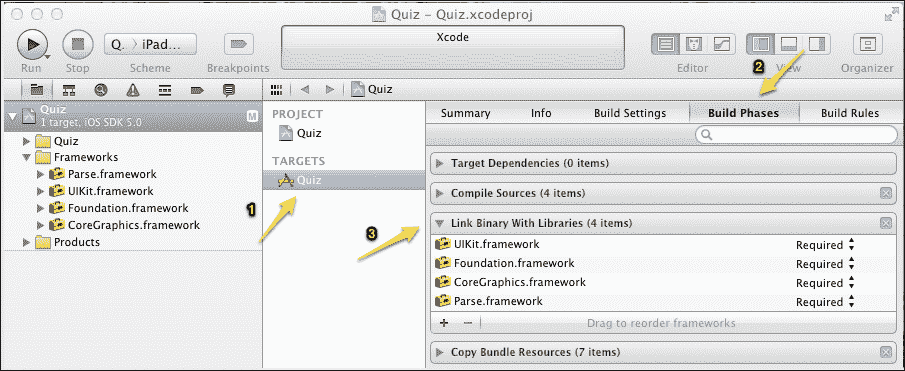 Quiz – Quiz.xcodeproj
Xcode
Q. iPad...
Run Stop Scheme Breakpoints Editor View Organizer
2
Quiz
Quiz
1 target, iOS SDK 5.0
M
Quiz
Frameworks
Parse.framework
UIKit.framework
Foundation.framework
CoreGraphics.framework
Products
1
PROJECT
Quiz
TARGETS
Quiz
3
Summary Info Build Settings Build Phases Build Rules
Target Dependencies (0 items)
Compile Sources (4 items)
Link Binary With Libraries (4 items)
UIKit.framework Required
Foundation.framework Required
CoreGraphics.framework Required
Parse.framework Required
+ − Drag to reorder frameworks
Copy Bundle Resources (7 items)